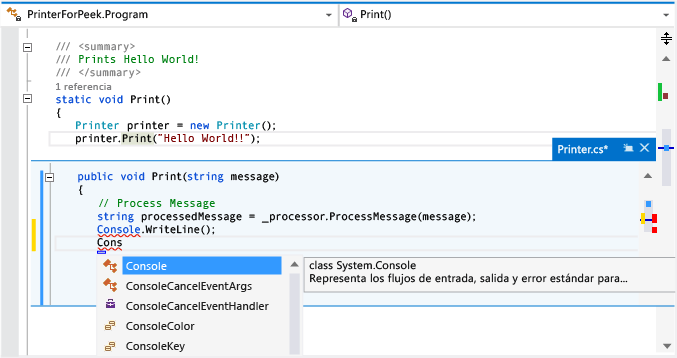 PrinterForPeek.Program
Print()
/// <summary>
/// Prints Hello World!
/// </summary>
1 referencia
static void Print()
{
Printer printer = new Printer();
printer.Print("Hello World!!");
Printer.cs*
public void Print(string message)
{
// Process Message
string processedMessage = _processor.ProcessMessage(message);
Console.WriteLine();
Cons
Console
ConsoleCancelEventArgs
ConsoleCancelEventHandler
ConsoleColor
ConsoleKey
class System.Console
Representa los flujos de entrada, salida y error estándar para...